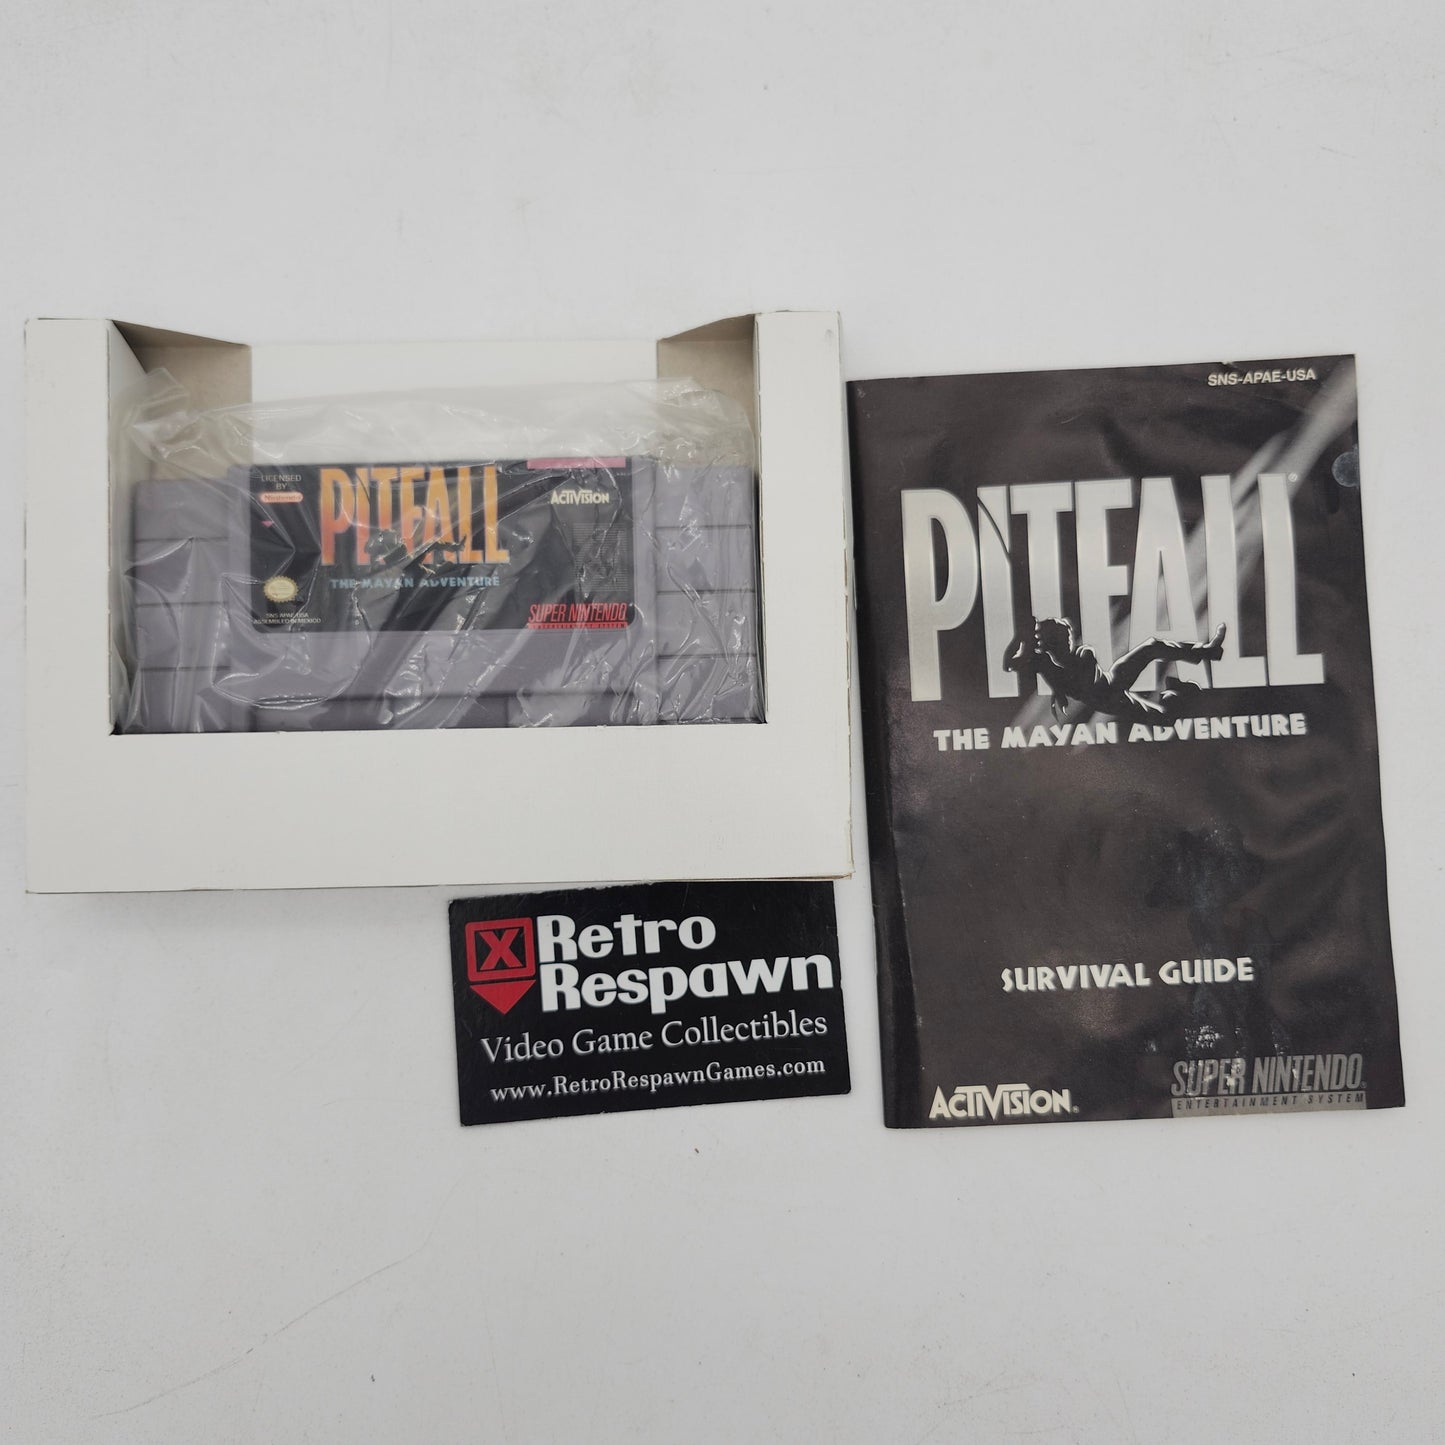 LICENSED
BY
Nintendo
PITFALL
ACTIVISION
THE MAYAN ADVENTURE
SNS-APAE-USA
ASSEMBLED IN MEXICO
SUPER NINTENDO
SNS-APAE-USA
PITFALL®
THE MAYAN ADVENTURE
SURVIVAL GUIDE
ACTIVISION®
SUPER NINTENDO
ENTERTAINMENT SYSTEM
X Retro
Respawn
Video Game Collectibles
www.RetroRespawnGames.com